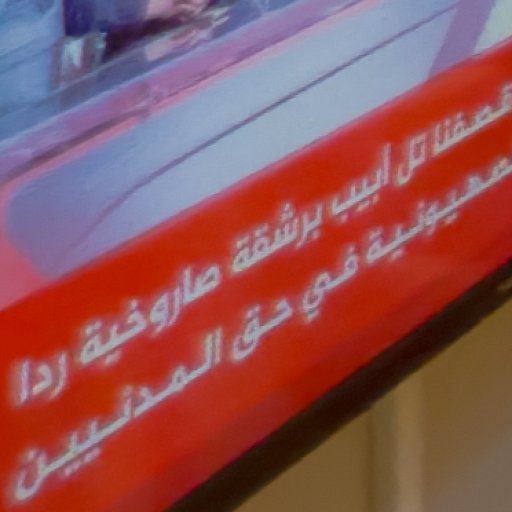 قصفنا تل أبيب برشقة صاروخية ردا
صهيونية في حق المدنيين